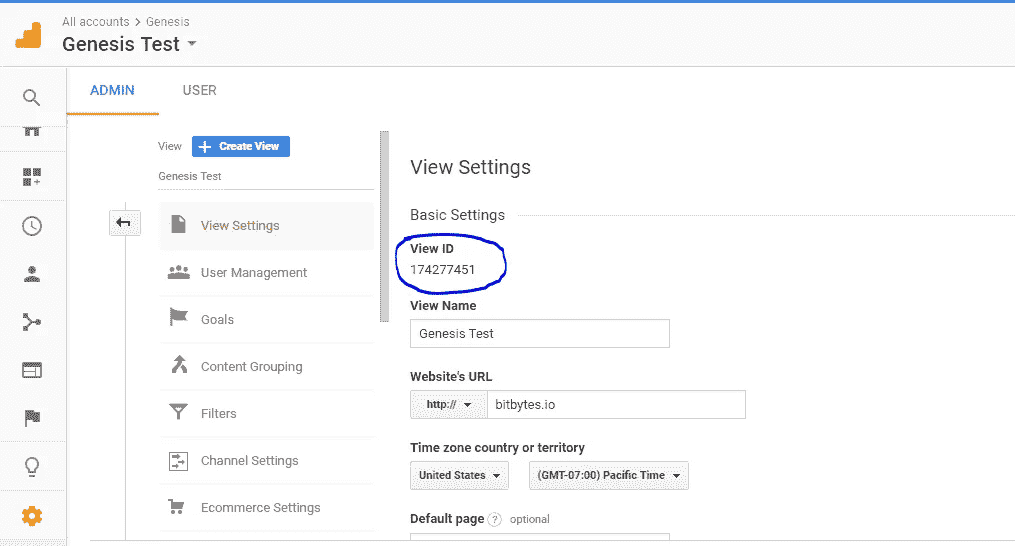 All accounts > Genesis
Genesis Test
ADMIN USER
View + Create View
Genesis Test
View Settings
User Management
Goals
Content Grouping
Filters
Channel Settings
Ecommerce Settings
View Settings
Basic Settings
View ID
174277451
View Name
Genesis Test
Website's URL
http:// bitbytes.io
Time zone country or territory
United States (GMT-07:00) Pacific Time
Default page ? optional